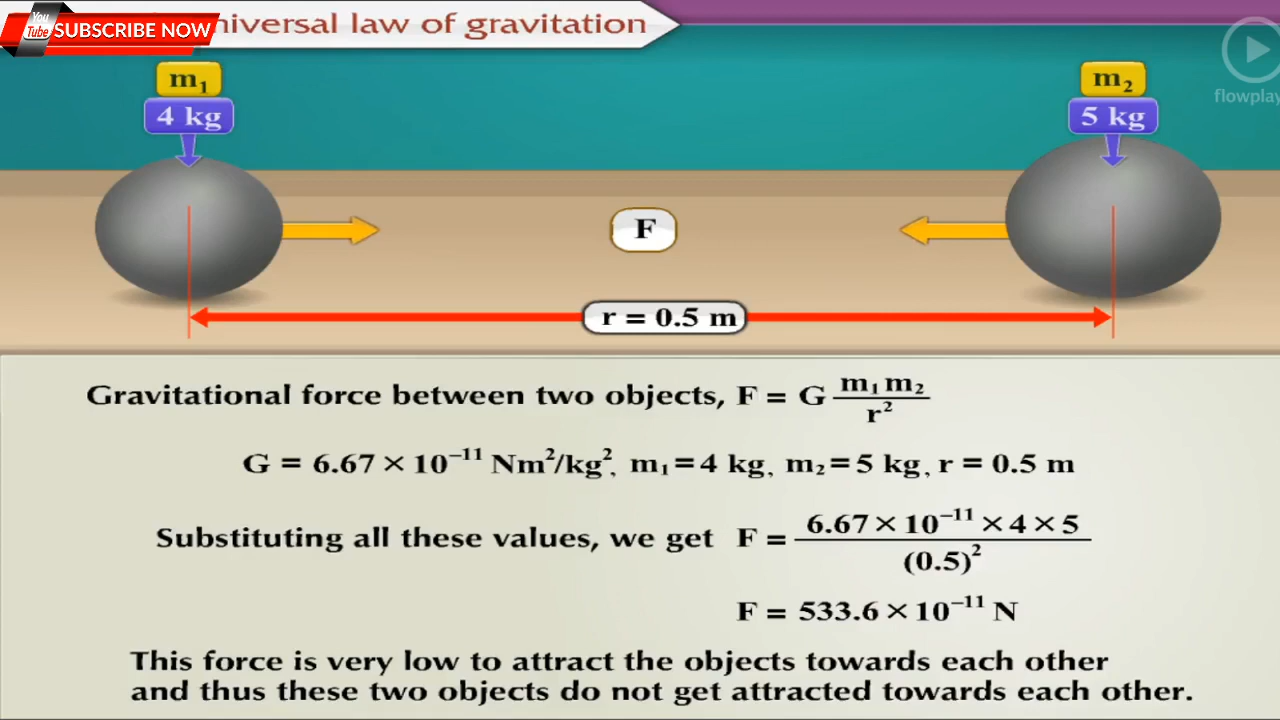 You Tube SUBSCRIBE NOW
niversal law of gravitation
m₁
4 kg
m₂
5 kg
flowplay
F
r = 0.5 m
Gravitational force between two objects, F = G m₁m₂ / r²
G = 6.67 × 10⁻¹¹ Nm²/kg², m₁ = 4 kg, m₂ = 5 kg, r = 0.5 m
Substituting all these values, we get F = 6.67 × 10⁻¹¹ × 4 × 5 / (0.5)²
F = 533.6 × 10⁻¹¹ N
This force is very low to attract the objects towards each other
and thus these two objects do not get attracted towards each other.